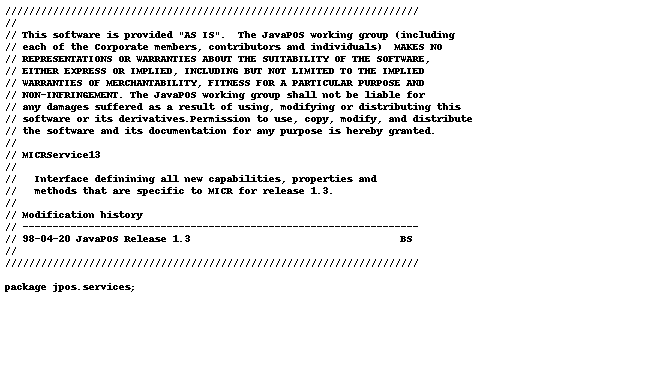 //////////////////////////////////////////////////////////////////////
//
// This software is provided "AS IS".  The JavaPOS working group (including
// each of the Corporate members, contributors and individuals)  MAKES NO
// REPRESENTATIONS OR WARRANTIES ABOUT THE SUITABILITY OF THE SOFTWARE,
// EITHER EXPRESS OR IMPLIED, INCLUDING BUT NOT LIMITED TO THE IMPLIED
// WARRANTIES OF MERCHANTABILITY, FITNESS FOR A PARTICULAR PURPOSE AND
// NON-INFRINGEMENT. The JavaPOS working group shall not be liable for
// any damages suffered as a result of using, modifying or distributing this
// software or its derivatives.Permission to use, copy, modify, and distribute
// the software and its documentation for any purpose is hereby granted.
//
// MICRService13
//
//   Interface definining all new capabilities, properties and
//   methods that are specific to MICR for release 1.3.
//
// Modification history
// ------------------------------------------------------------------
// 98-04-20 JavaPOS Release 1.3                                   BS
//
//////////////////////////////////////////////////////////////////////
package jpos.services;